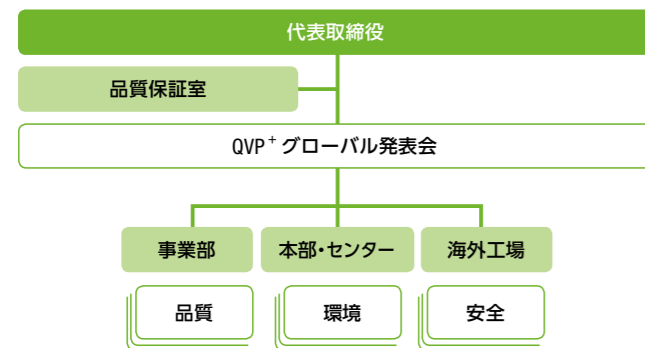 代表取締役
品質保証室
QVP⁺グローバル発表会
事業部
本部・センター
海外工場
品質
環境
安全